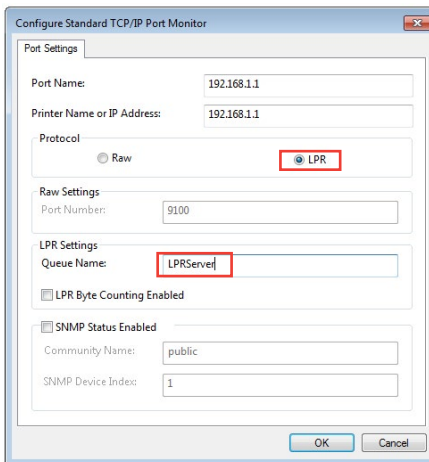 Configure Standard TCP/IP Port Monitor
Port Settings
Port Name: 192.168.1.1
Printer Name or IP Address: 192.168.1.1
Protocol
Raw LPR
Raw Settings
Port Number: 9100
LPR Settings
Queue Name: LPRServer
LPR Byte Counting Enabled
SNMP Status Enabled
Community Name: public
SNMP Device Index: 1
OK Cancel